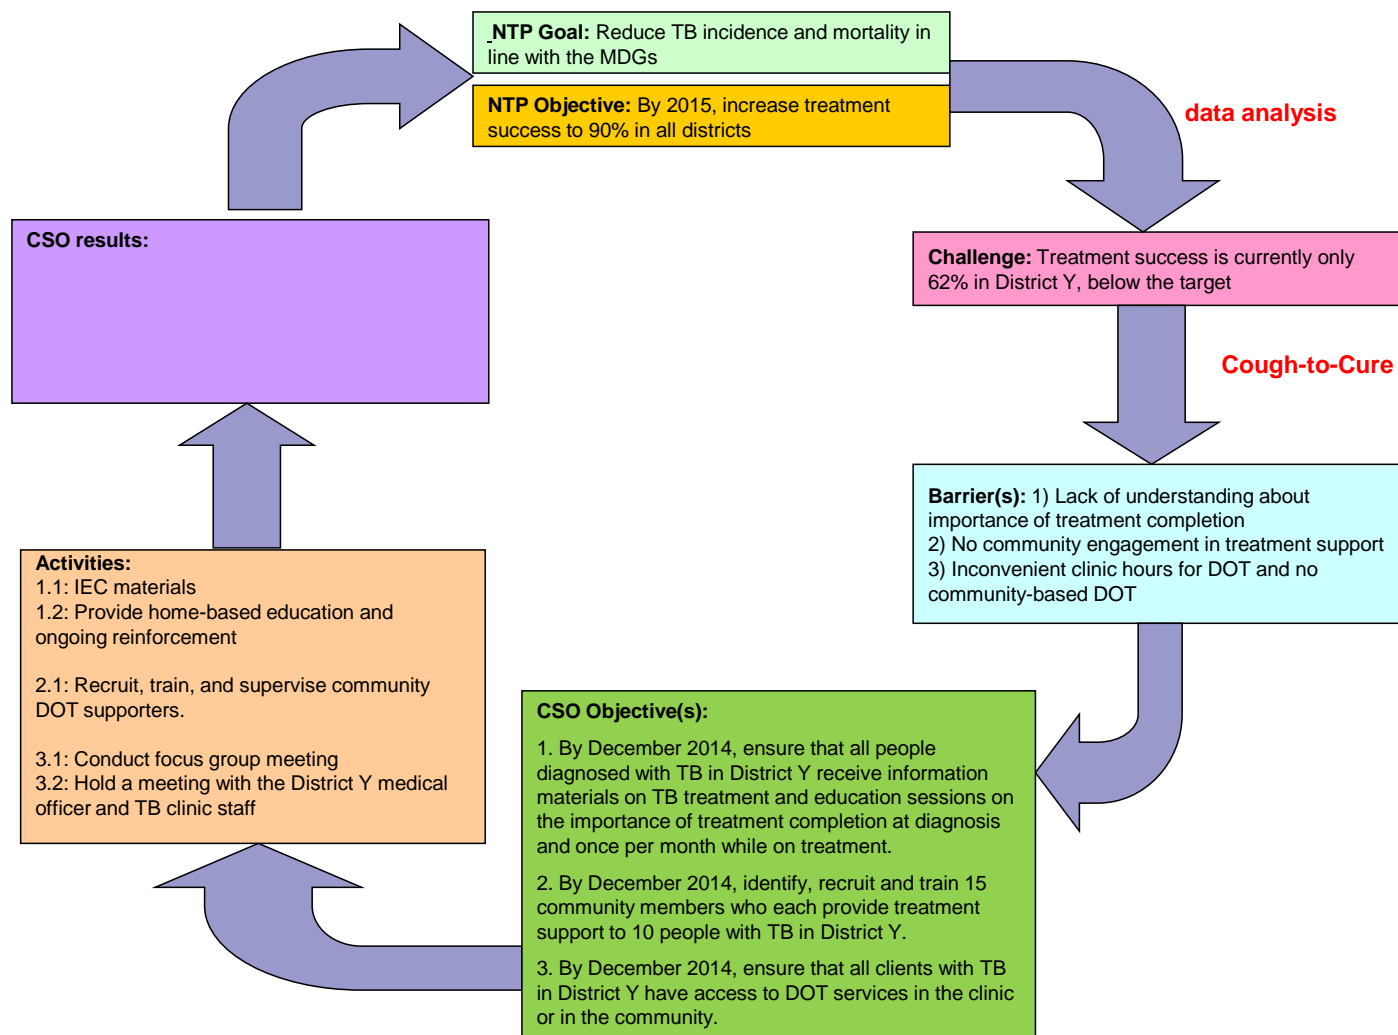 NTP Goal: Reduce TB incidence and mortality in
line with the MDGs
NTP Objective: By 2015, increase treatment
success to 90% in all districts
data analysis
Challenge: Treatment success is currently only
62% in District Y, below the target
Cough-to-Cure
Barrier(s): 1) Lack of understanding about
importance of treatment completion
2) No community engagement in treatment support
3) Inconvenient clinic hours for DOT and no
community-based DOT
CSO Objective(s):
1. By December 2014, ensure that all people
diagnosed with TB in District Y receive information
materials on TB treatment and education sessions on
the importance of treatment completion at diagnosis
and once per month while on treatment.
2. By December 2014, identify, recruit and train 15
community members who each provide treatment
support to 10 people with TB in District Y.
3. By December 2014, ensure that all clients with TB
in District Y have access to DOT services in the clinic
or in the community.
Activities:
1.1: IEC materials
1.2: Provide home-based education and
ongoing reinforcement
2.1: Recruit, train, and supervise community
DOT supporters.
3.1: Conduct focus group meeting
3.2: Hold a meeting with the District Y medical
officer and TB clinic staff
CSO results: